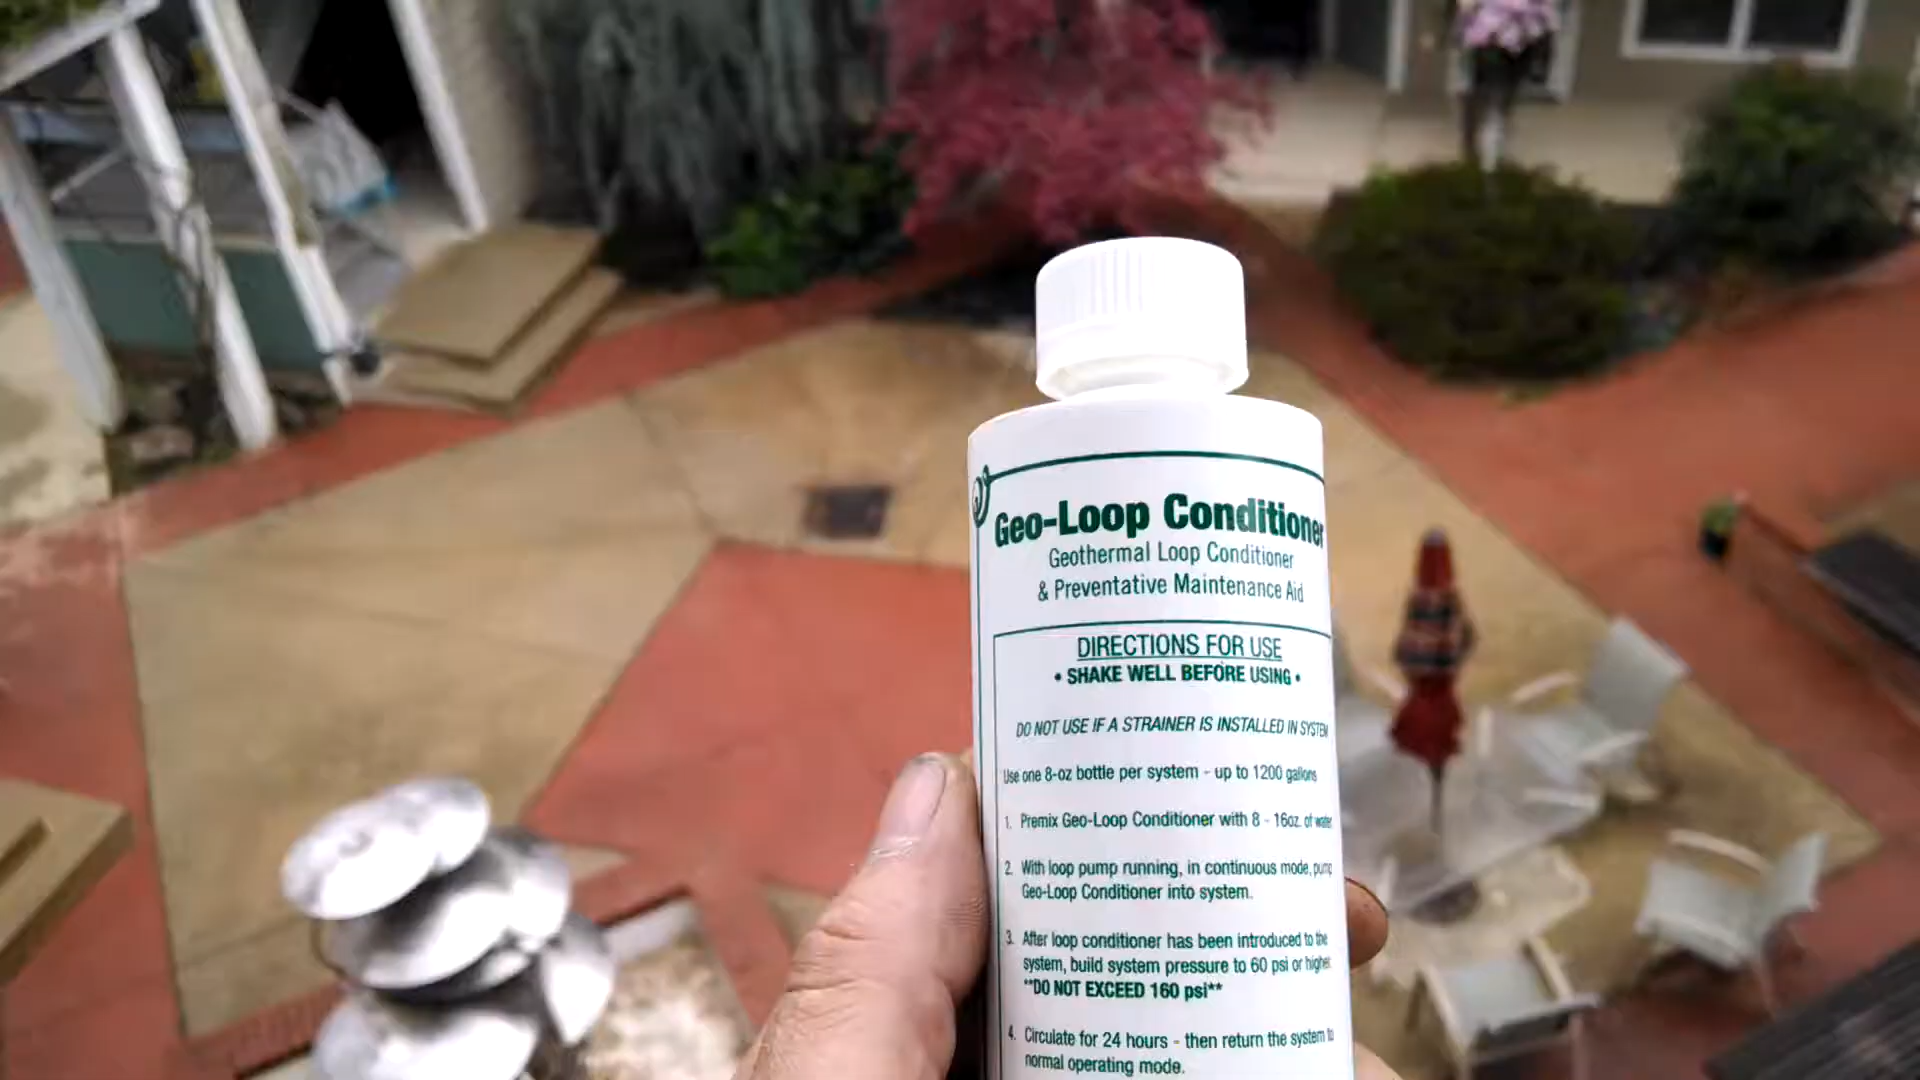 Geo-Loop Conditioner
Geothermal Loop Conditioner
& Preventative Maintenance Aid
DIRECTIONS FOR USE
• SHAKE WELL BEFORE USING •
DO NOT USE IF A STRAINER IS INSTALLED IN SYSTEM
Use one 8-oz bottle per system - up to 1200 gallons
1. Premix Geo-Loop Conditioner with 8 - 16oz. of water
2. With loop pump running, in continuous mode, pump
Geo-Loop Conditioner into system.
3. After loop conditioner has been introduced to the
system, build system pressure to 60 psi or higher
**DO NOT EXCEED 160 psi**
4. Circulate for 24 hours - then return the system to
normal operating mode.